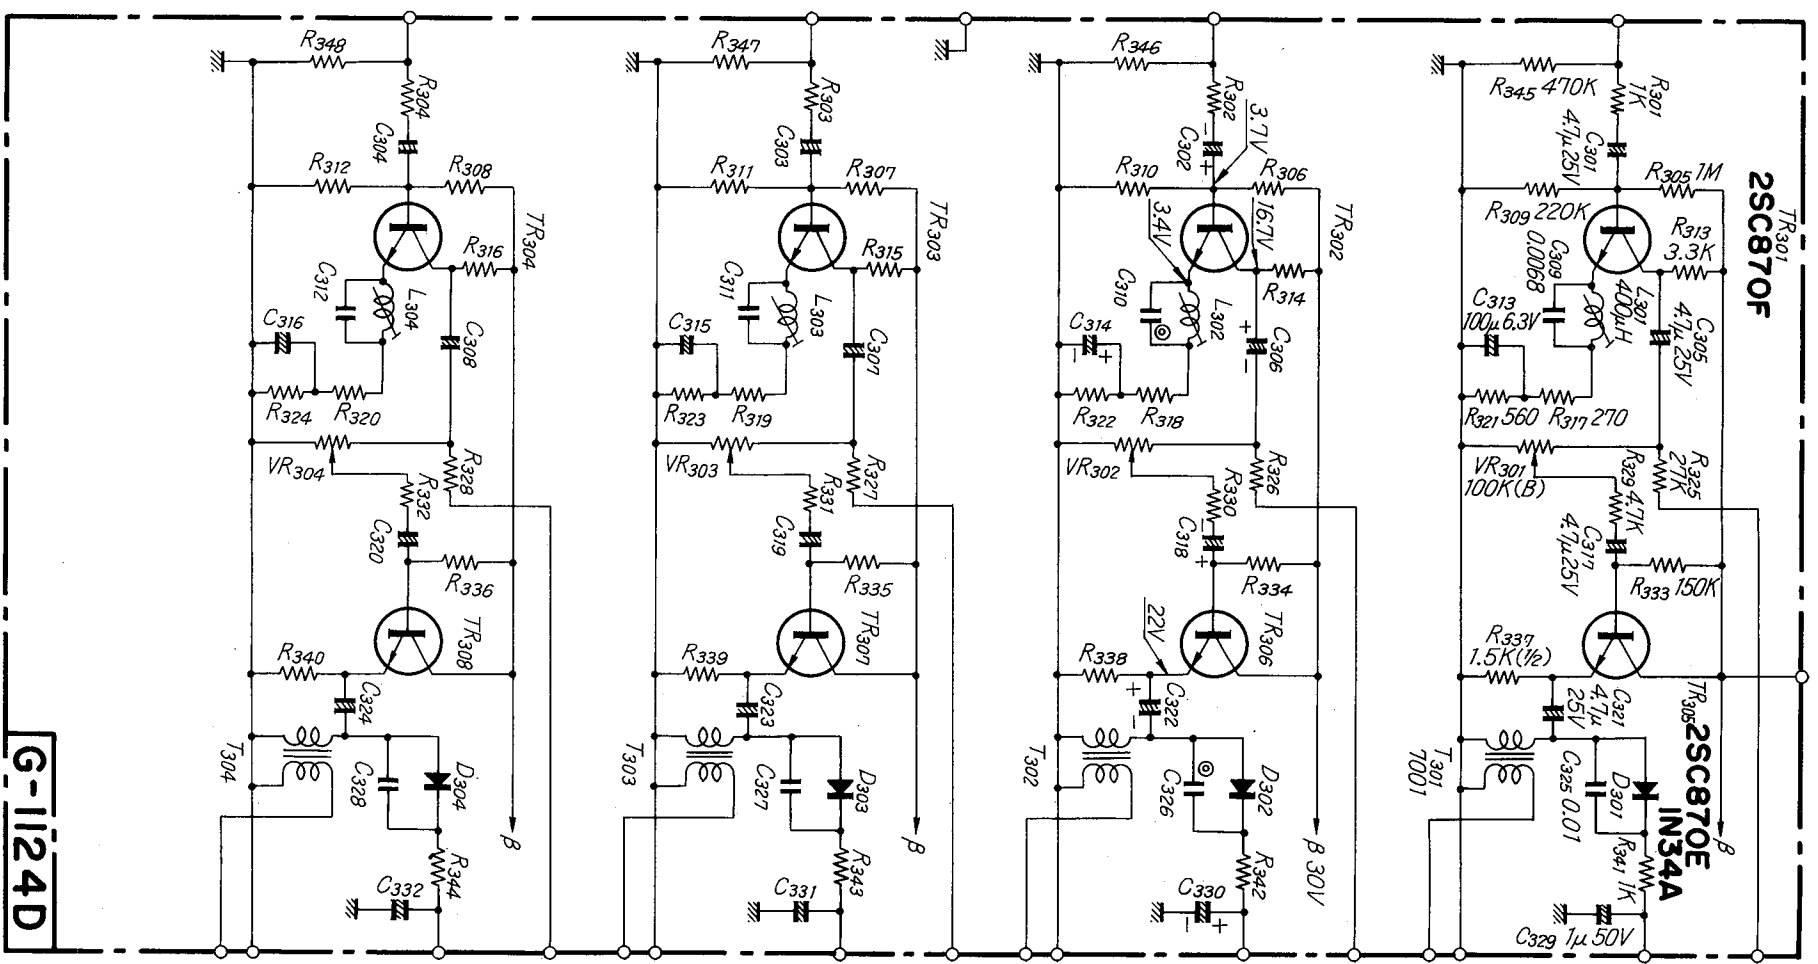 R348
R304
C304
R312
R308
TR304
R316
C312
L304
C316
C308
R324
R320
VR304
R328
R332
C320
R336
TR308
R340
C324
T304
C328
D304
β
R344
C332
G-1124D
R347
R303
C303
R311
R307
TR303
R315
C311
L303
C315
C307
R323
R319
VR303
R327
R331
C319
R335
TR307
R339
C323
T303
C327
D303
β
R343
C331
R346
R302
3.7V
C302
R310
R306
16.7V
3.4V
TR302
R314
C310
L302
C314
C306
R322
R318
VR302
R326
R330
C318
R334
22V
TR306
R338
C322
T302
C326
D302
β 30V
R342
C330
R345 470K
R301
1K
C301
4.7μ25V
R305 1M
TR301
2SC870F
R309 220K
R313
3.3K
C309
0.0068
L301
400μH
C313
100μ6.3V
C305
4.7μ 25V
R321 560
R317 270
VR301
100K(B)
R325
27K
R329 4.7K
C317
4.7μ25V
R333 150K
R337
1.5K(1/2)
TR305
2SC870E
C321
4.7μ
25V
T301
7001
C325 0.01
D301
1N34A
β
R341 1K
C329 1μ 50V